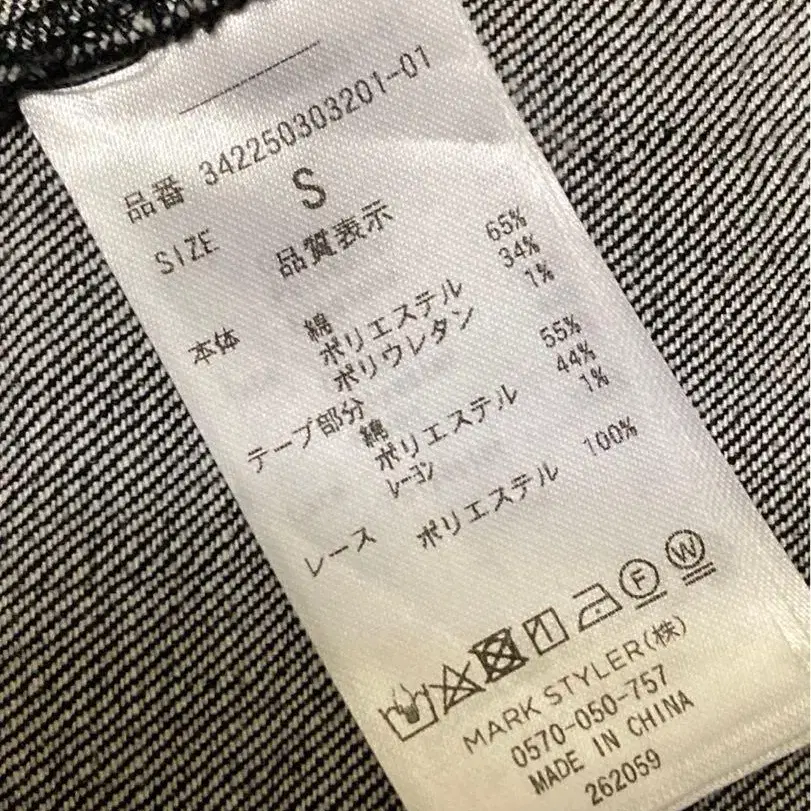 品番 342250303201-01
SIZE S
品質表示
本体 綿 65%
ポリエステル 34%
ポリウレタン 1%
テープ部分
綿 55%
ポリエステル 44%
レーヨン 1%
レース ポリエステル 100%
F W
MARK STYLER(株)
0570-050-757
MADE IN CHINA
262059